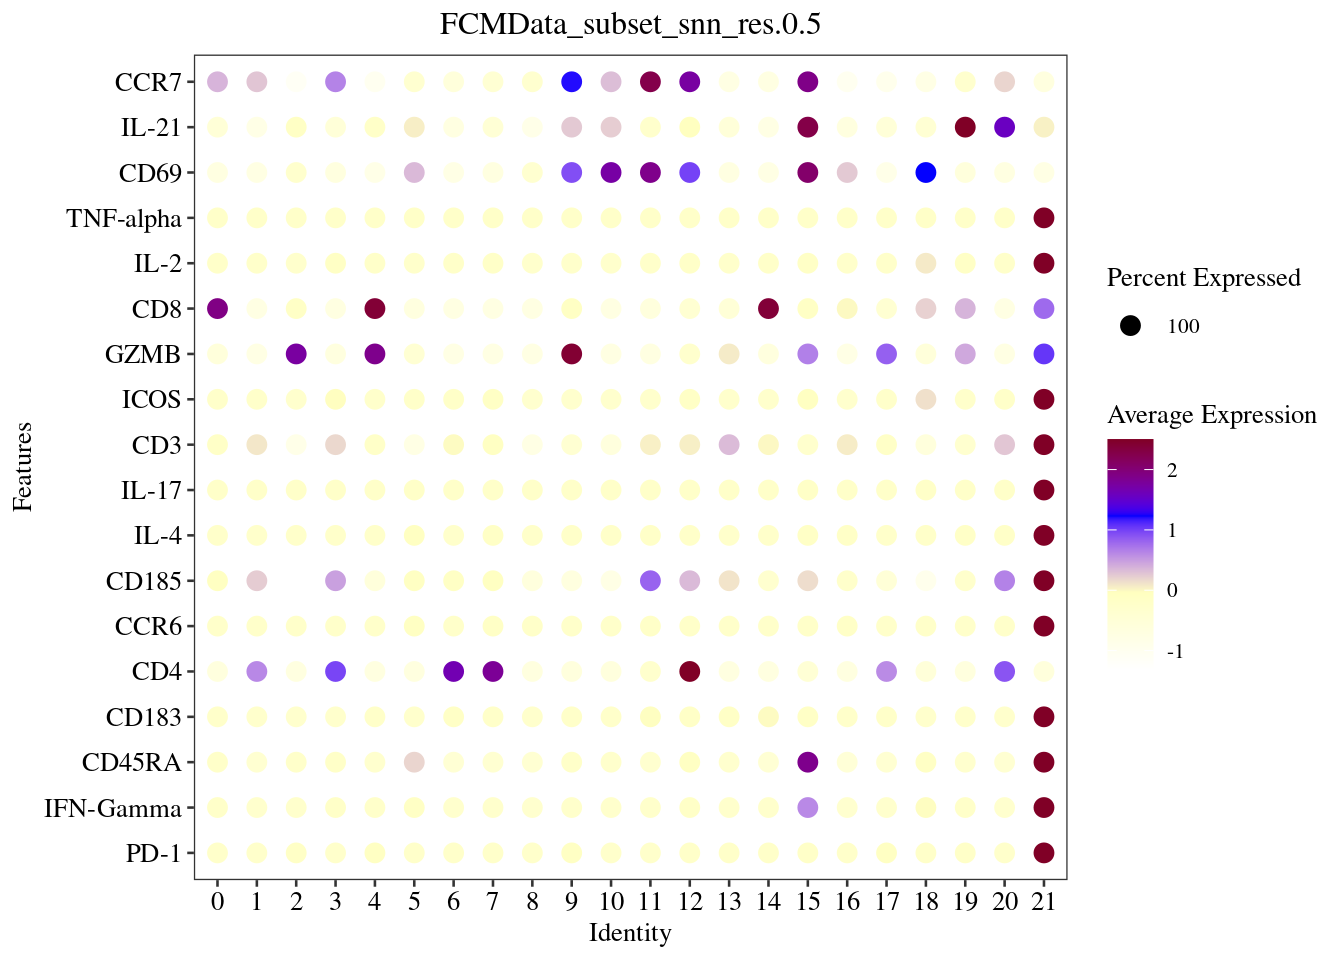 FCMData_subset_snn_res.0.5
CCR7
IL-21
CD69
TNF-alpha
IL-2
CD8
GZMB
ICOS
CD3
IL-17
IL-4
CD185
CCR6
CD4
CD183
CD45RA
IFN-Gamma
PD-1
Features
0 1 2 3 4 5 6 7 8 9 10 11 12 13 14 15 16 17 18 19 20 21
Identity
Percent Expressed
100
Average Expression
2
1
0
-1